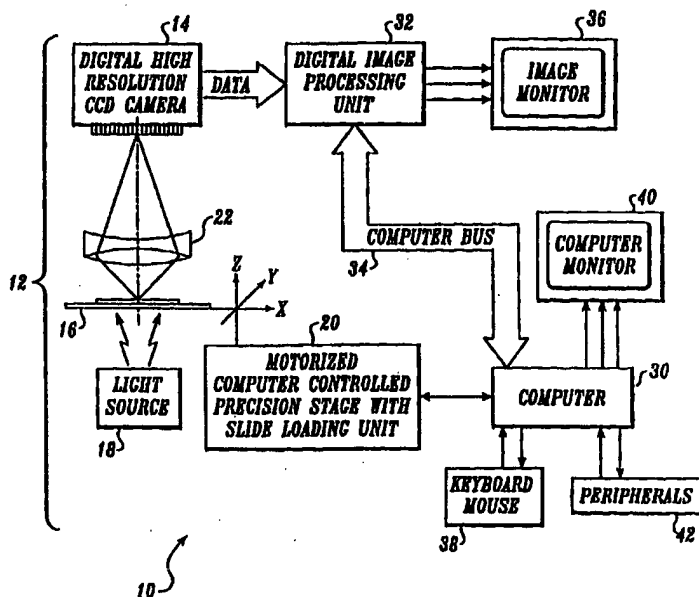 14
DIGITAL HIGH
RESOLUTION
CCD CAMERA
DATA
32
DIGITAL IMAGE
PROCESSING
UNIT
36
IMAGE
MONITOR
22
12
16
Z
Y
X
LIGHT
SOURCE
18
20
MOTORIZED
COMPUTER CONTROLLED
PRECISION STAGE WITH
SLIDE LOADING UNIT
COMPUTER BUS
34
40
COMPUTER
MONITOR
30
COMPUTER
KEYBOARD
MOUSE
38
PERIPHERALS
42
10